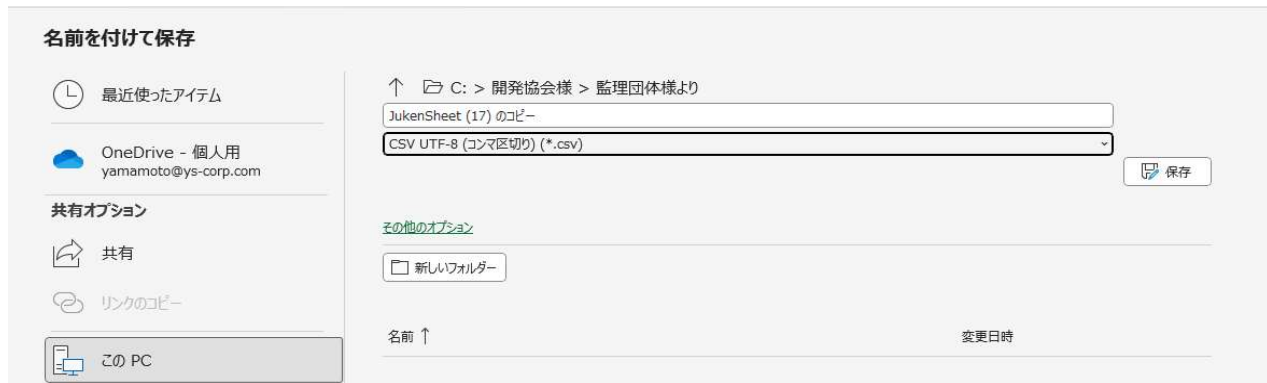 名前を付けて保存
最近使ったアイテム
OneDrive - 個人用
yamamoto@ys-corp.com
共有オプション
共有
リンクのコピー
この PC
↑ C: > 開発協会様 > 監理団体様より
JukenSheet (17) のコピー
CSV UTF-8 (コンマ区切り) (*.csv)
保存
その他のオプション
新しいフォルダー
名前 ↑ 変更日時